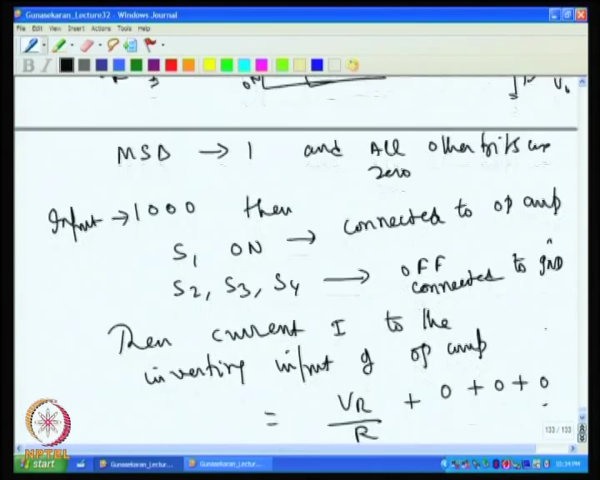 Gunasekaran_Lecture32 - Windows Journal
File Edit View Insert Actions Tools Help
MSB → 1 and All other bits are
zero
Input → 1000 then
S1 ON → connected to op amp
S2, S3, S4 → OFF connected to gnd
Then current I to the
inverting input of op amp
= VR/R + 0 + 0 + 0
133 / 133
NPTEL
start Gunasekaran_Lectur... Gunasekaran_Lectur...